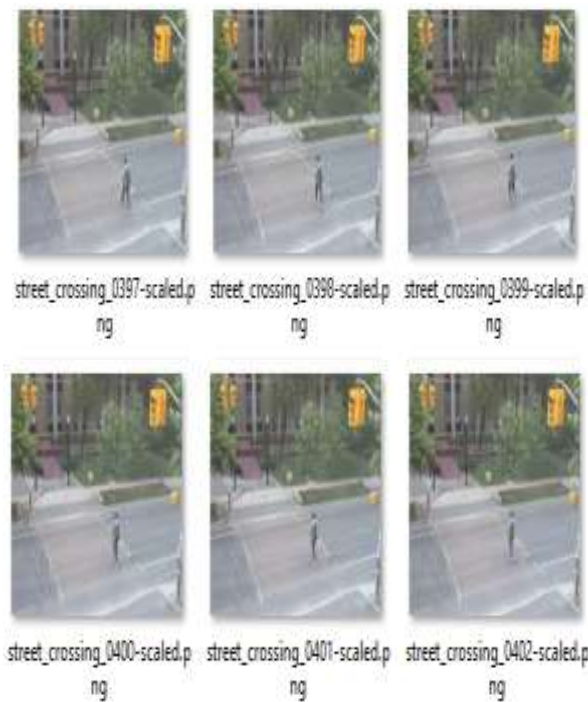 street_crossing_0397-scaled.p street_crossing_0398-scaled.p street_crossing_0399-scaled.p
ng ng ng
street_crossing_0400-scaled.p street_crossing_0401-scaled.p street_crossing_0402-scaled.p
ng ng ng